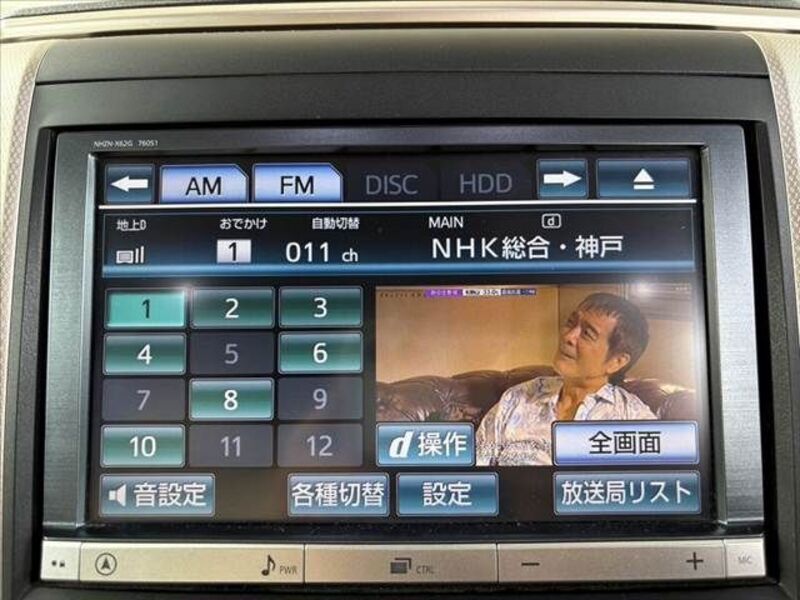 NHZN-X62G 76051
AM FM DISC HDD
地上D おでかけ 自動切替 MAIN d
1 011 ch NHK総合・神戸
1 2 3
4 5 6
7 8 9
10 11 12
d 操作 全画面
音設定 各種切替 設定 放送局リスト
PWR CTRL − + MIC